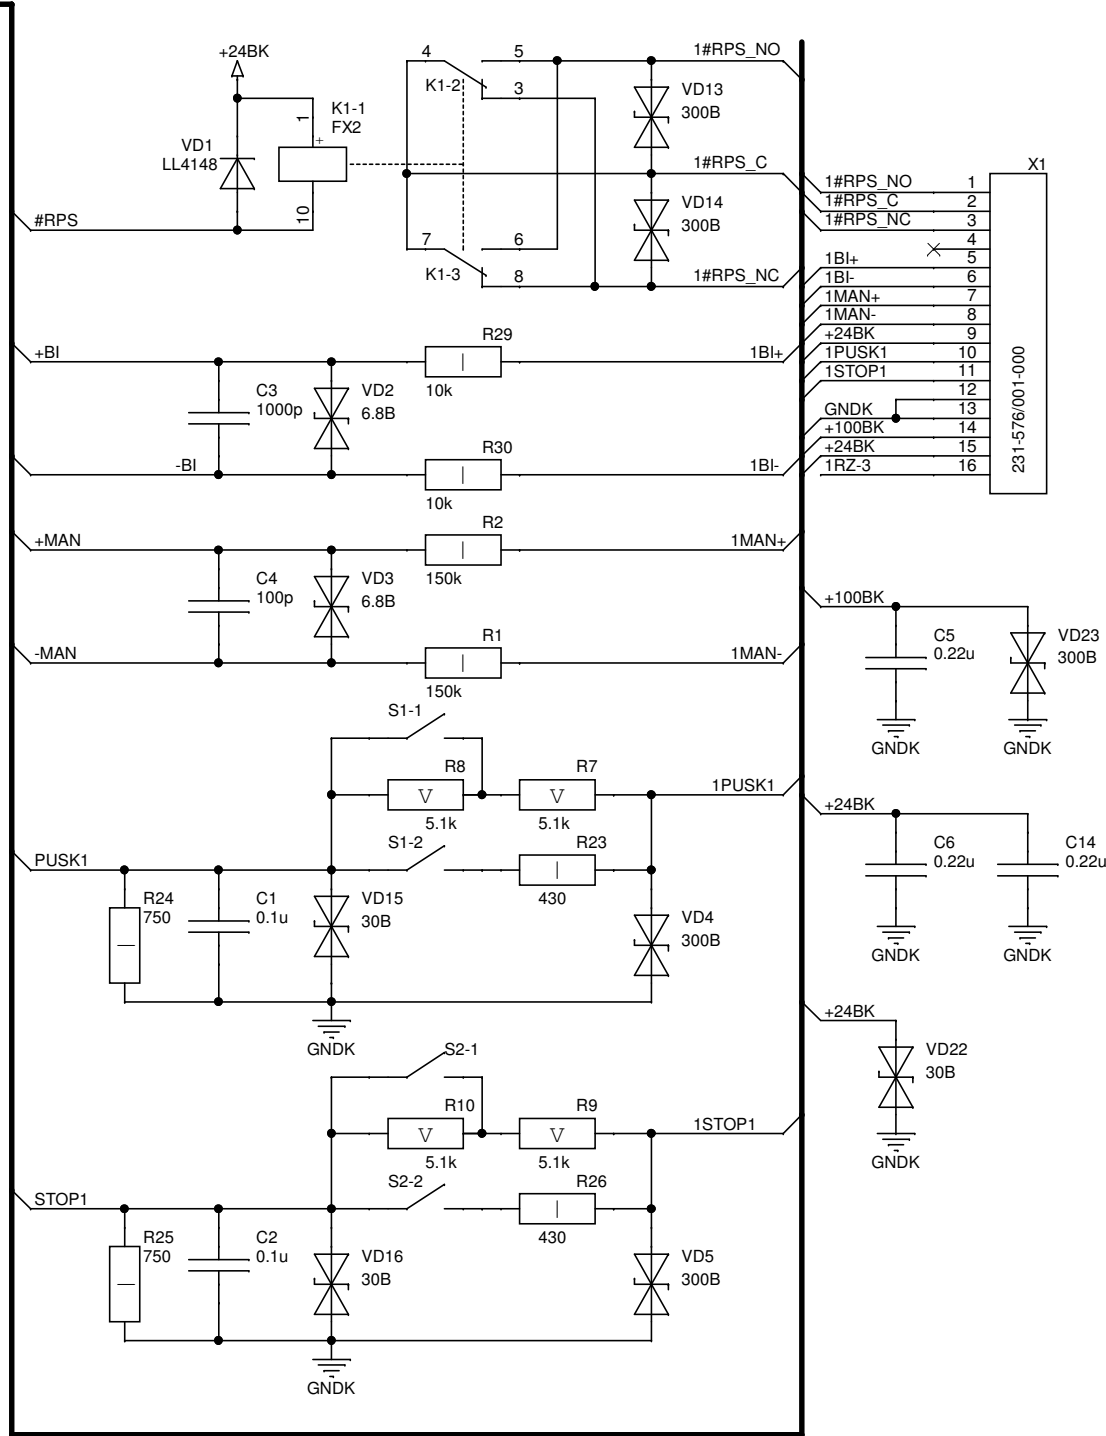 +24BK
K1-1
FX2
1
+
VD1
LL4148
10
#RPS
4
5
K1-2
3
1#RPS_NO
VD13
300B
1#RPS_C
VD14
300B
7
6
K1-3
8
1#RPS_NC
X1
1#RPS_NO 1
1#RPS_C 2
1#RPS_NC 3
4
1BI+ 5
1BI- 6
1MAN+ 7
1MAN- 8
+24BK 9
1PUSK1 10
1STOP1 11
12
GNDK 13
+100BK 14
+24BK 15
1RZ-3 16
231-576/001-000
+BI
R29
10k
1BI+
C3
1000p
VD2
6.8B
-BI
R30
10k
1BI-
+MAN
R2
150k
1MAN+
C4
100p
VD3
6.8B
-MAN
R1
150k
1MAN-
+100BK
C5
0.22u
VD23
300B
GNDK
GNDK
S1-1
R8
V
5.1k
R7
V
5.1k
1PUSK1
S1-2
R23
430
PUSK1
R24
750
C1
0.1u
VD15
30B
VD4
300B
GNDK
+24BK
C6
0.22u
C14
0.22u
GNDK
GNDK
+24BK
VD22
30B
GNDK
S2-1
R10
V
5.1k
R9
V
5.1k
1STOP1
S2-2
R26
430
STOP1
R25
750
C2
0.1u
VD16
30B
VD5
300B
GNDK